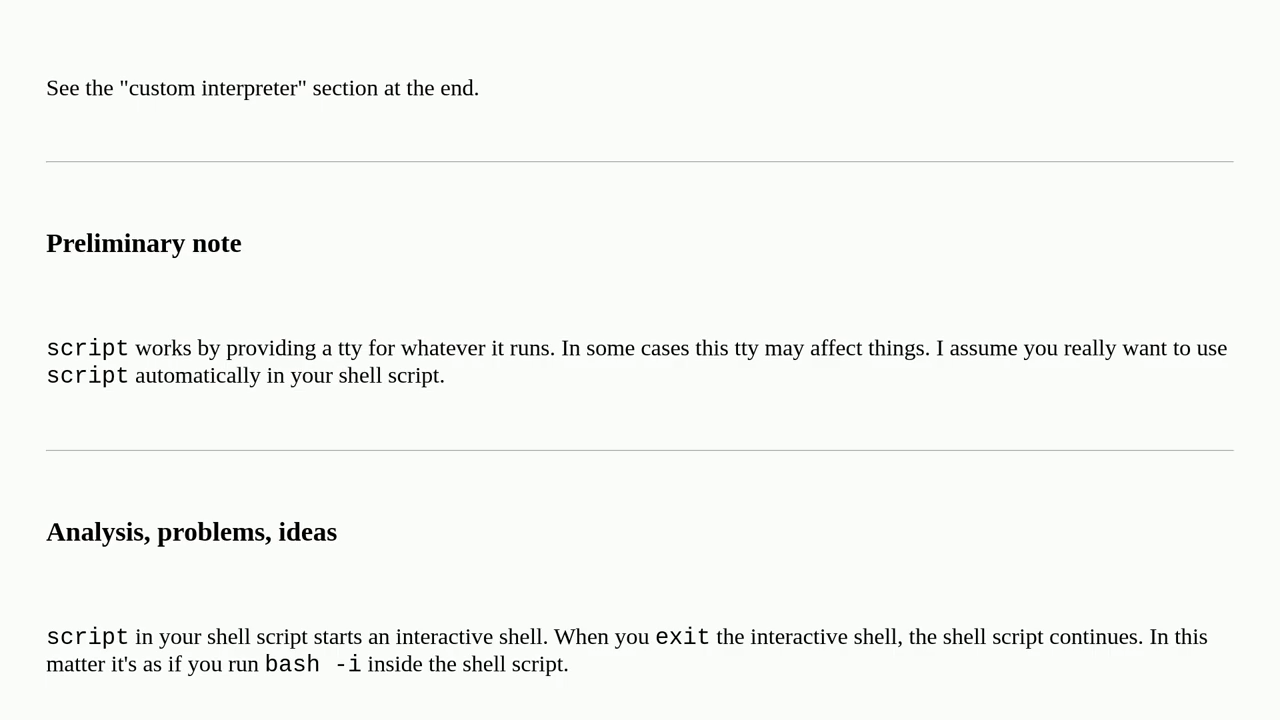 See the "custom interpreter" section at the end.
Preliminary note
script works by providing a tty for whatever it runs. In some cases this tty may affect things. I assume you really want to use
script automatically in your shell script.
Analysis, problems, ideas
script in your shell script starts an interactive shell. When you exit the interactive shell, the shell script continues. In this
matter it's as if you run bash -i inside the shell script.